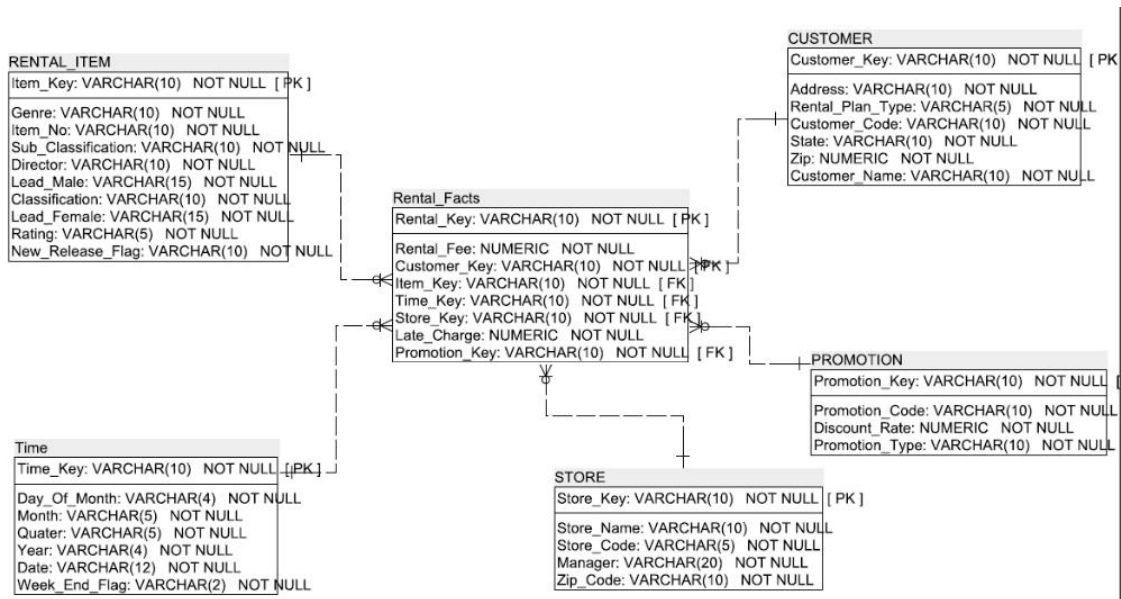 RENTAL_ITEM
Item_Key: VARCHAR(10) NOT NULL [ PK ]
Genre: VARCHAR(10) NOT NULL
Item_No: VARCHAR(10) NOT NULL
Sub_Classification: VARCHAR(10) NOT NULL
Director: VARCHAR(10) NOT NULL
Lead_Male: VARCHAR(15) NOT NULL
Classification: VARCHAR(10) NOT NULL
Lead_Female: VARCHAR(15) NOT NULL
Rating: VARCHAR(5) NOT NULL
New_Release_Flag: VARCHAR(10) NOT NULL
CUSTOMER
Customer_Key: VARCHAR(10) NOT NULL [ PK
Address: VARCHAR(10) NOT NULL
Rental_Plan_Type: VARCHAR(5) NOT NULL
Customer_Code: VARCHAR(10) NOT NULL
State: VARCHAR(10) NOT NULL
Zip: NUMERIC NOT NULL
Customer_Name: VARCHAR(10) NOT NULL
Rental_Facts
Rental_Key: VARCHAR(10) NOT NULL [ PK ]
Rental_Fee: NUMERIC NOT NULL
Customer_Key: VARCHAR(10) NOT NULL [ FK ]
Item_Key: VARCHAR(10) NOT NULL [ FK ]
Time_Key: VARCHAR(10) NOT NULL [ FK ]
Store_Key: VARCHAR(10) NOT NULL [ FK ]
Late_Charge: NUMERIC NOT NULL
Promotion_Key: VARCHAR(10) NOT NULL [ FK ]
PROMOTION
Promotion_Key: VARCHAR(10) NOT NULL [
Promotion_Code: VARCHAR(10) NOT NULL
Discount_Rate: NUMERIC NOT NULL
Promotion_Type: VARCHAR(10) NOT NULL
Time
Time_Key: VARCHAR(10) NOT NULL [ PK ]
Day_Of_Month: VARCHAR(4) NOT NULL
Month: VARCHAR(5) NOT NULL
Quater: VARCHAR(5) NOT NULL
Year: VARCHAR(4) NOT NULL
Date: VARCHAR(12) NOT NULL
Week_End_Flag: VARCHAR(2) NOT NULL
STORE
Store_Key: VARCHAR(10) NOT NULL [ PK ]
Store_Name: VARCHAR(10) NOT NULL
Store_Code: VARCHAR(5) NOT NULL
Manager: VARCHAR(20) NOT NULL
Zip_Code: VARCHAR(10) NOT NULL